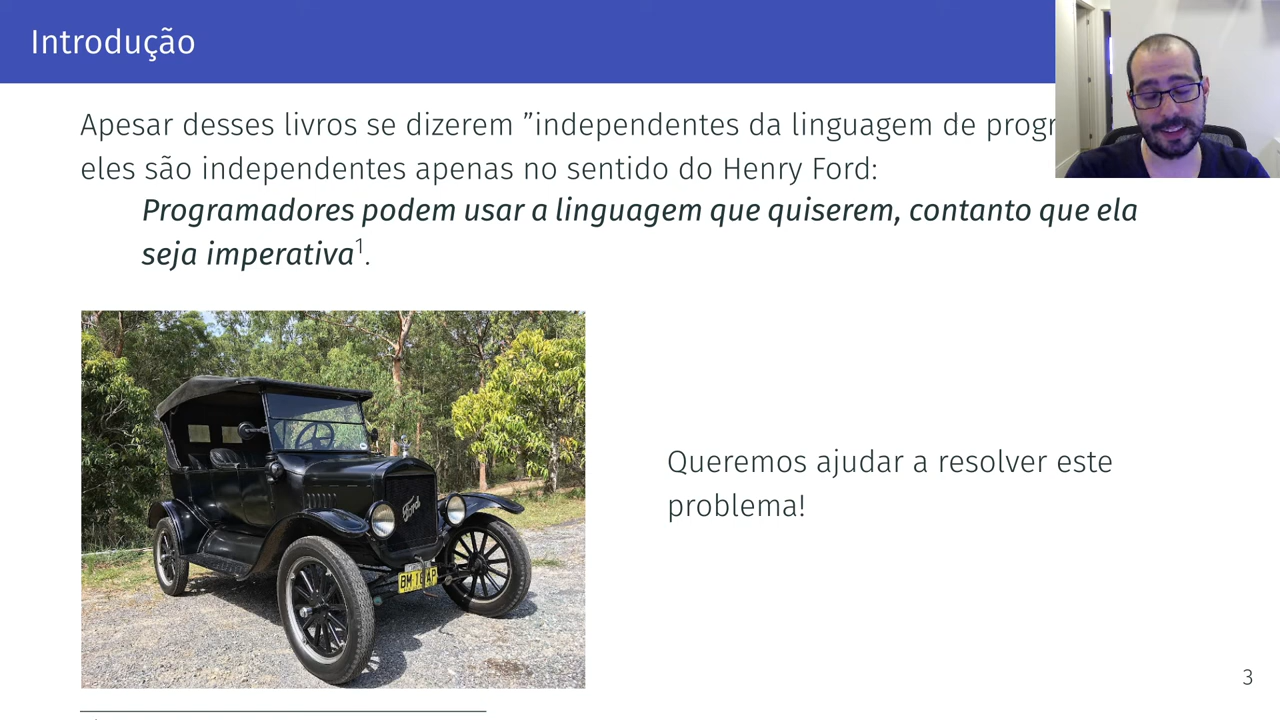 Introdução
Apesar desses livros se dizerem ”independentes da linguagem de
eles são independentes apenas no sentido do Henry Ford:
Programadores podem usar a linguagem que quiserem, contanto que ela
seja imperativa¹.
Ford
Queremos ajudar a resolver este
problema!
3